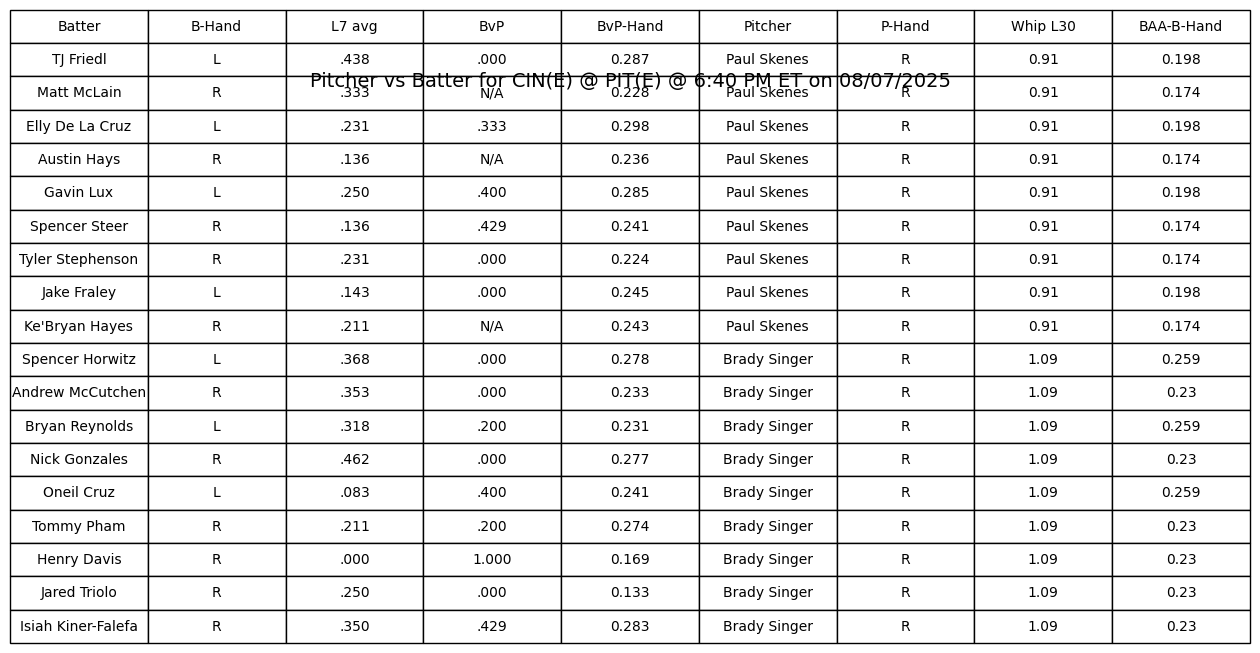 Batter B-Hand L7 avg BvP BvP-Hand Pitcher P-Hand Whip L30 BAA-B-Hand
TJ Friedl L .438 .000 0.287 Paul Skenes R 0.91 0.198
Pitcher vs Batter for CIN(E) @ PIT(E) @ 6:40 PM ET on 08/07/2025
Matt McLain R .333 N/A 0.228 Paul Skenes R 0.91 0.174
Elly De La Cruz L .231 .333 0.298 Paul Skenes R 0.91 0.198
Austin Hays R .136 N/A 0.236 Paul Skenes R 0.91 0.174
Gavin Lux L .250 .400 0.285 Paul Skenes R 0.91 0.198
Spencer Steer R .136 .429 0.241 Paul Skenes R 0.91 0.174
Tyler Stephenson R .231 .000 0.224 Paul Skenes R 0.91 0.174
Jake Fraley L .143 .000 0.245 Paul Skenes R 0.91 0.198
Ke'Bryan Hayes R .211 N/A 0.243 Paul Skenes R 0.91 0.174
Spencer Horwitz L .368 .000 0.278 Brady Singer R 1.09 0.259
Andrew McCutchen R .353 .000 0.233 Brady Singer R 1.09 0.23
Bryan Reynolds L .318 .200 0.231 Brady Singer R 1.09 0.259
Nick Gonzales R .462 .000 0.277 Brady Singer R 1.09 0.23
Oneil Cruz L .083 .400 0.241 Brady Singer R 1.09 0.259
Tommy Pham R .211 .200 0.274 Brady Singer R 1.09 0.23
Henry Davis R .000 1.000 0.169 Brady Singer R 1.09 0.23
Jared Triolo R .250 .000 0.133 Brady Singer R 1.09 0.23
Isiah Kiner-Falefa R .350 .429 0.283 Brady Singer R 1.09 0.23